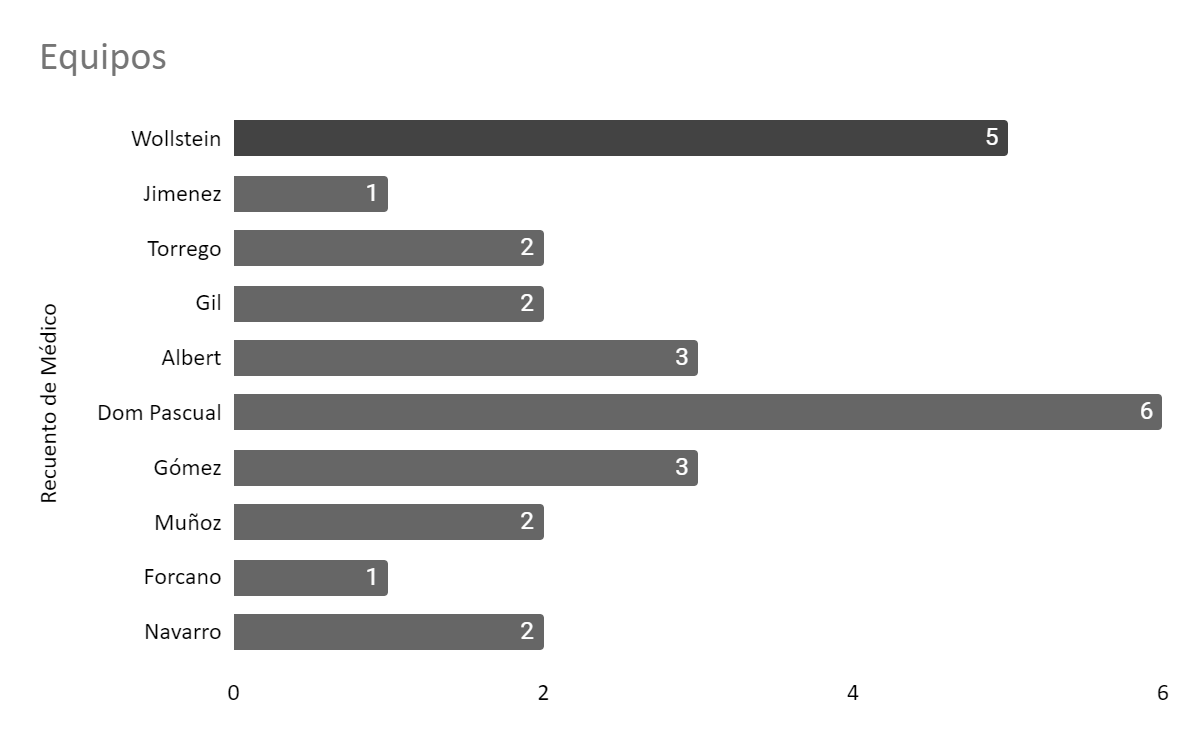 Equipos
Recuento de Médico
Wollstein 5
Jimenez 1
Torrego 2
Gil 2
Albert 3
Dom Pascual 6
Gómez 3
Muñoz 2
Forcano 1
Navarro 2
0 2 4 6